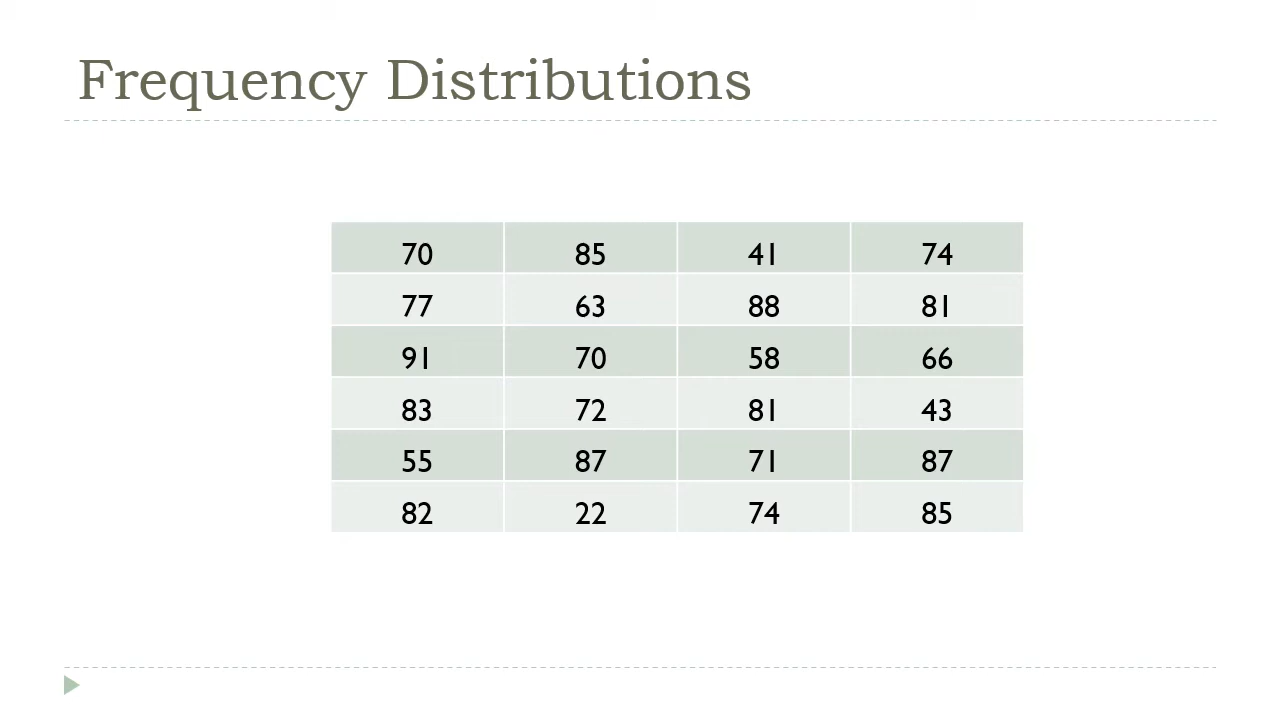 Frequency Distributions
70 85 41 74
77 63 88 81
91 70 58 66
83 72 81 43
55 87 71 87
82 22 74 85